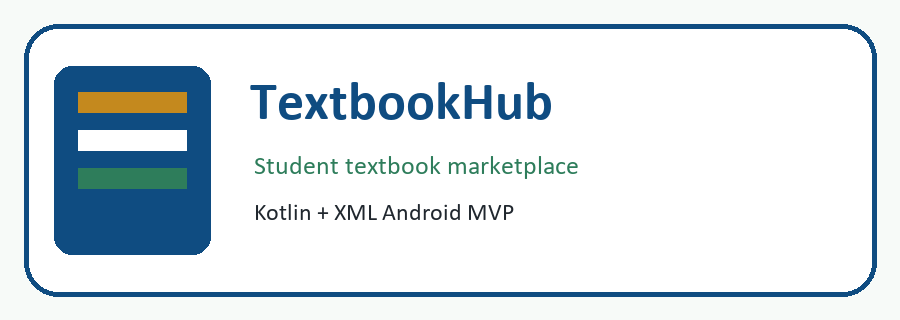 TextbookHub
Student textbook marketplace
Kotlin + XML Android MVP